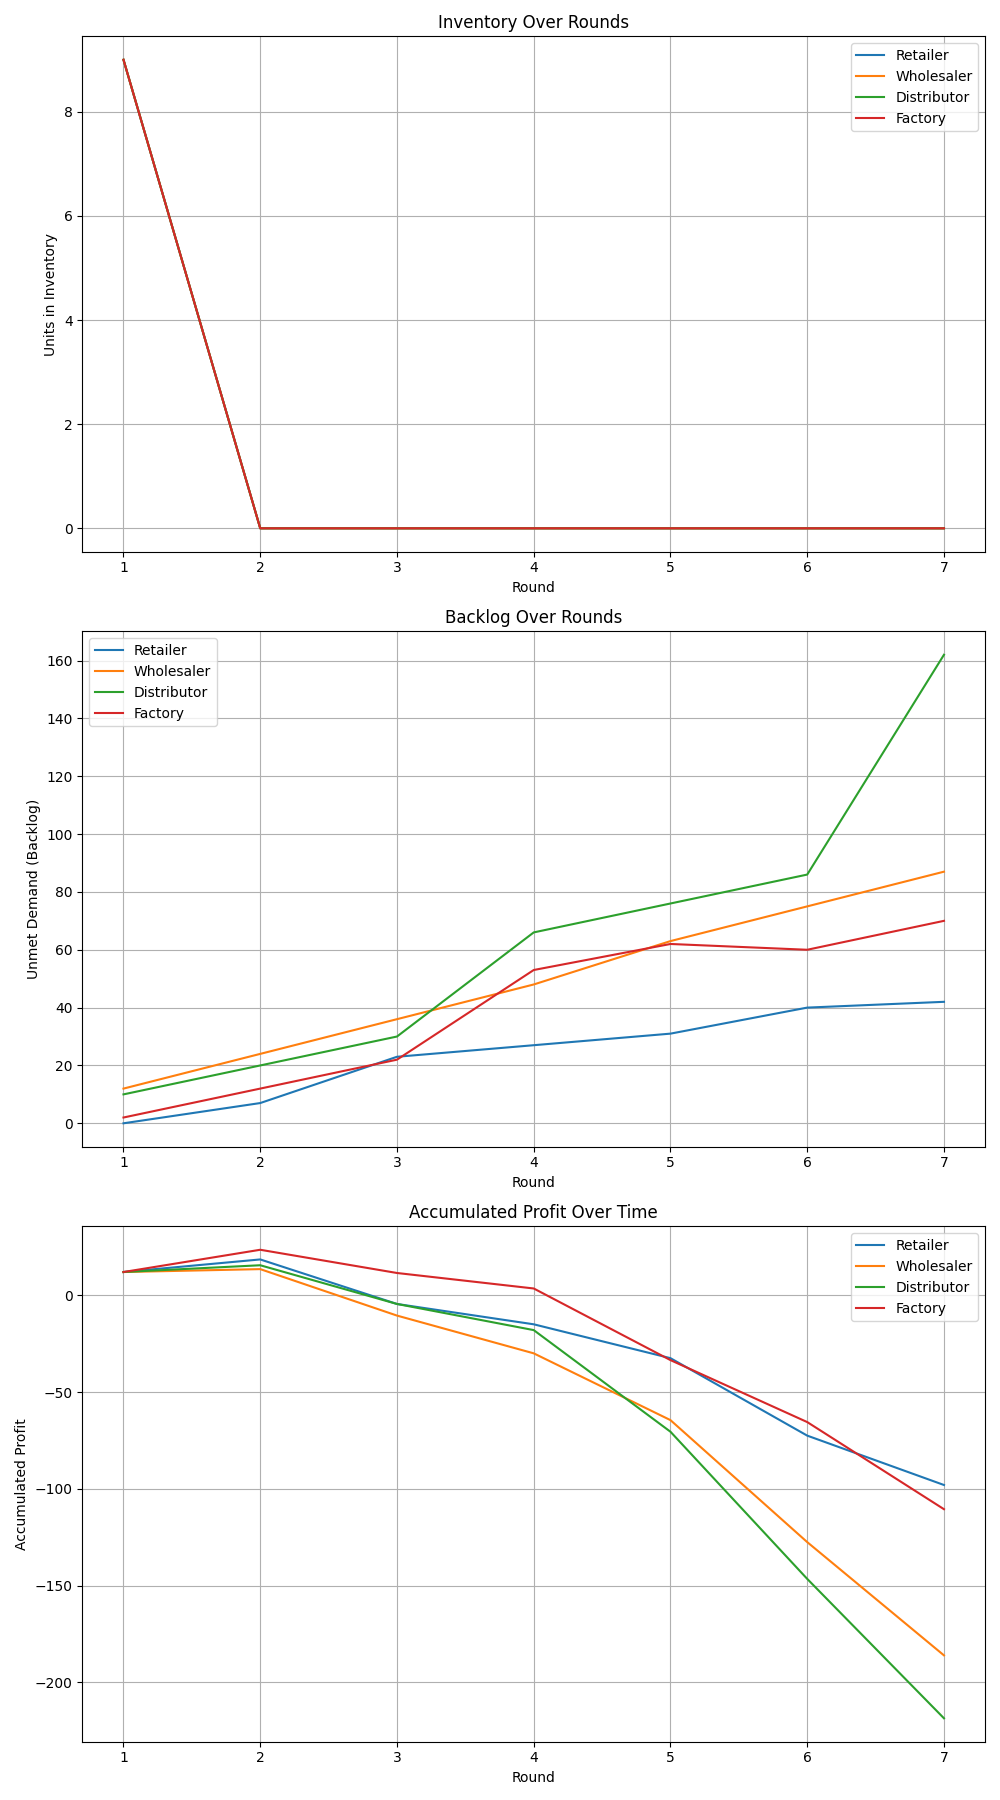 Inventory Over Rounds
Retailer
Wholesaler
Distributor
Factory
8
6
4
2
0
Units in Inventory
1 2 3 4 5 6 7
Round
Backlog Over Rounds
Retailer
Wholesaler
Distributor
Factory
160
140
120
100
80
60
40
20
0
Unmet Demand (Backlog)
1 2 3 4 5 6 7
Round
Accumulated Profit Over Time
Retailer
Wholesaler
Distributor
Factory
0
−50
−100
−150
−200
Accumulated Profit
1 2 3 4 5 6 7
Round